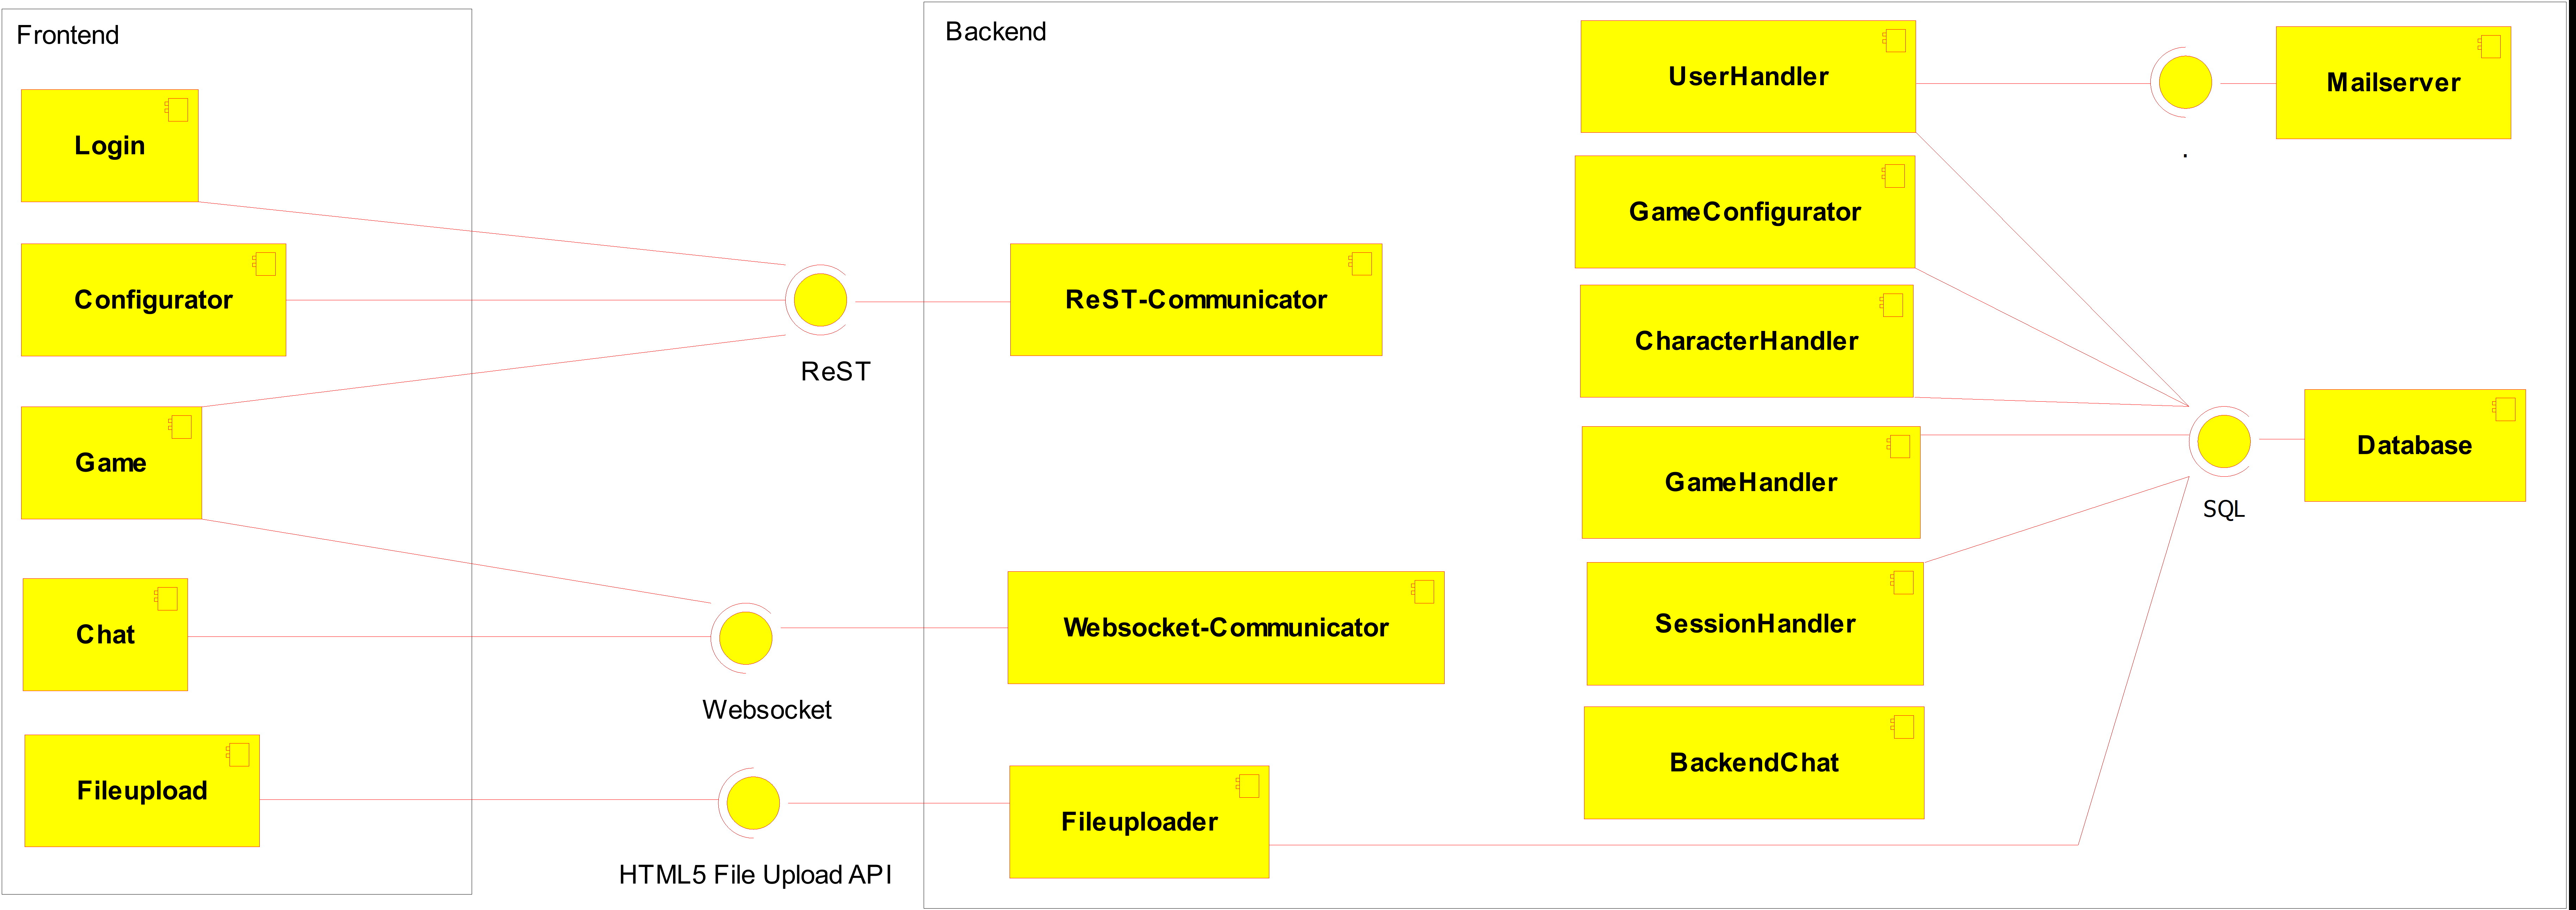 Frontend
Login
Configurator
Game
Chat
Fileupload
ReST
Websocket
HTML5 File Upload API
Backend
ReST-Communicator
Websocket-Communicator
Fileuploader
UserHandler
GameConfigurator
CharacterHandler
GameHandler
SessionHandler
BackendChat
.
Mailserver
SQL
Database